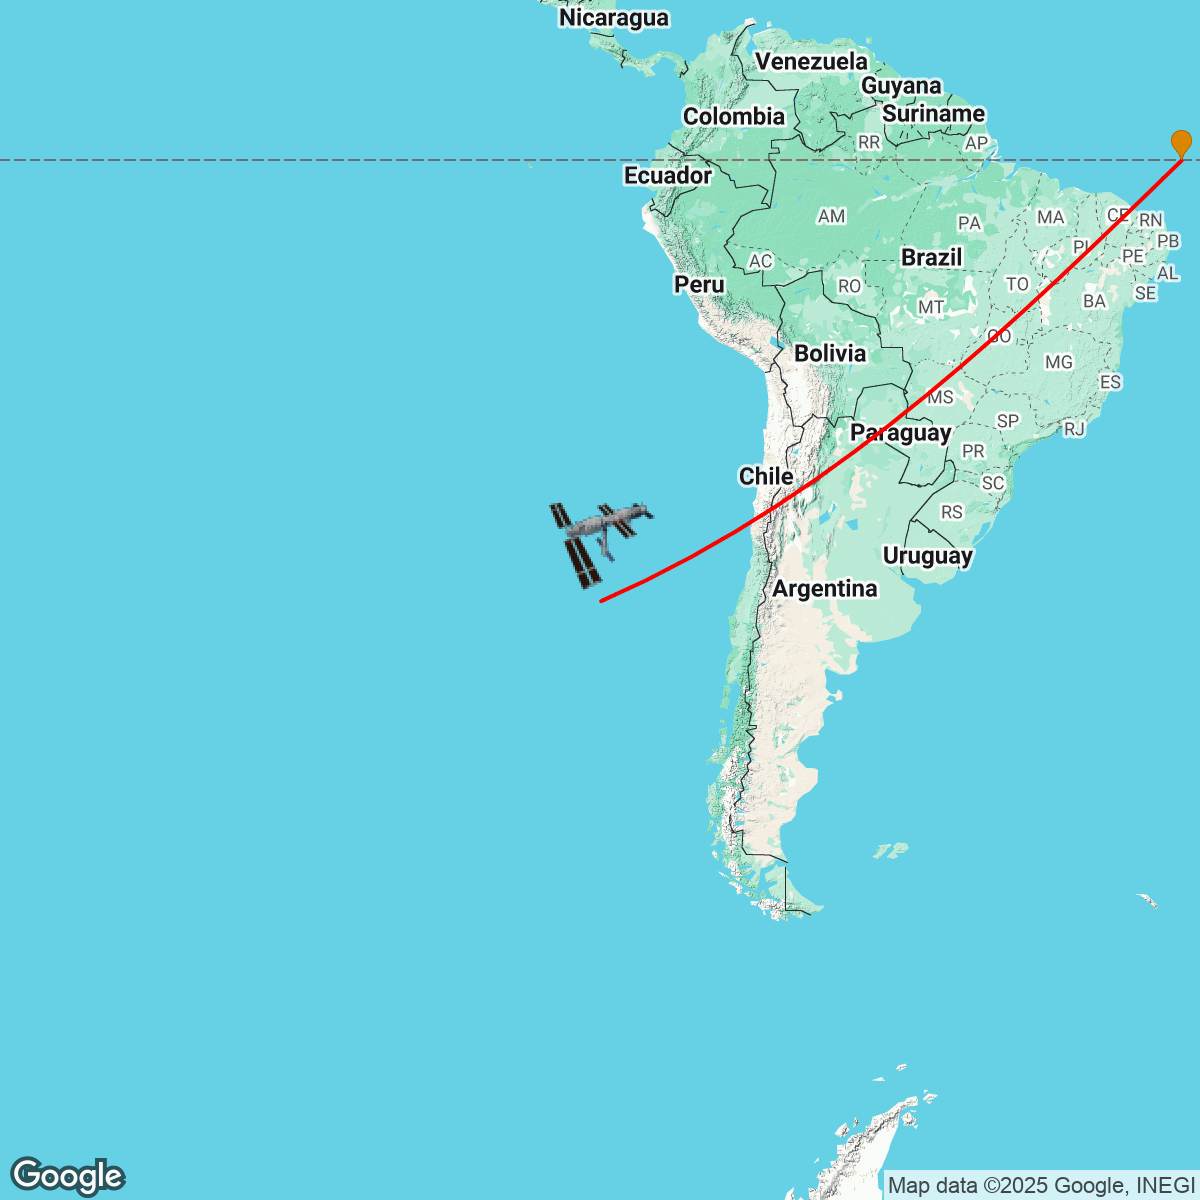 Nicaragua
Venezuela
Guyana
Colombia
Suriname
RR
AP
Ecuador
AM
PA
MA
CE
RN
PI
PB
PE
AC
Brazil
AL
Peru
RO
TO
SE
MT
BA
GO
Bolivia
MG
ES
MS
SP
RJ
Paraguay
PR
Chile
SC
RS
Uruguay
Argentina
Google
Map data ©2025 Google, INEGI